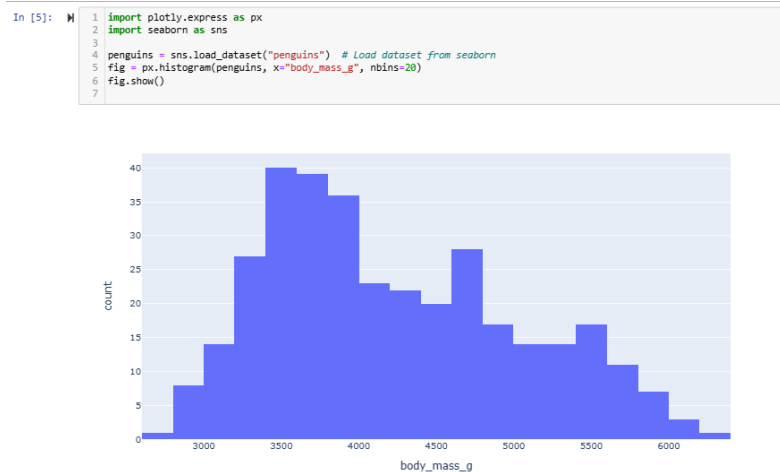 In [5]:
1 import plotly.express as px
2 import seaborn as sns
3
4 penguins = sns.load_dataset("penguins")  # Load dataset from seaborn
5 fig = px.histogram(penguins, x="body_mass_g", nbins=20)
6 fig.show()
7
40
35
30
25
20
15
10
5
0
count
3000 3500 4000 4500 5000 5500 6000
body_mass_g